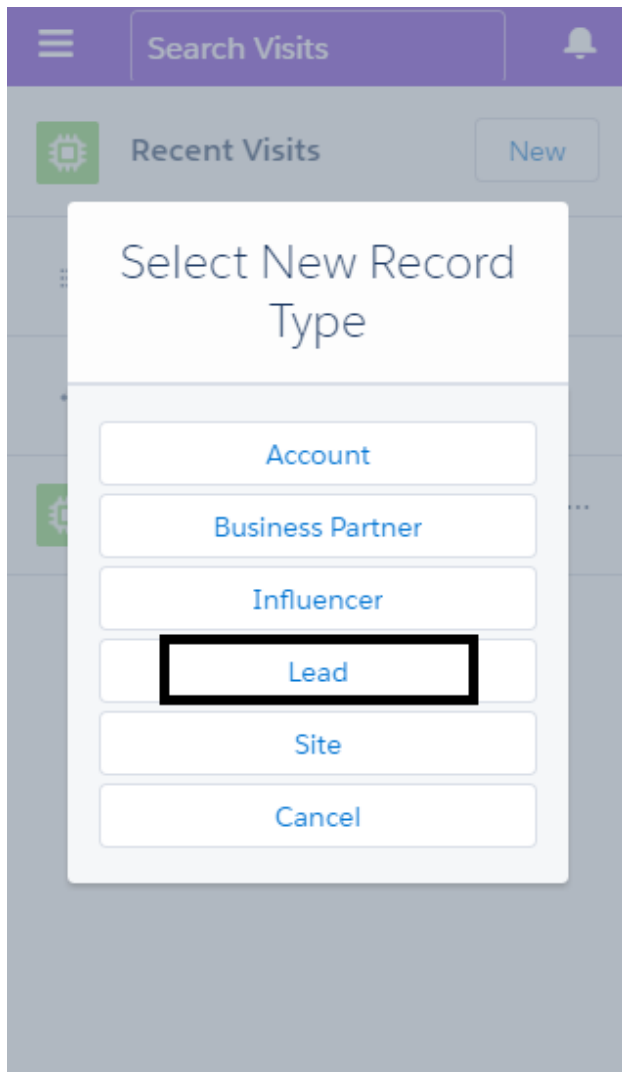 Search Visits
Recent Visits
New
Select New Record
Type
Account
Business Partner
Influencer
Lead
Site
Cancel
...